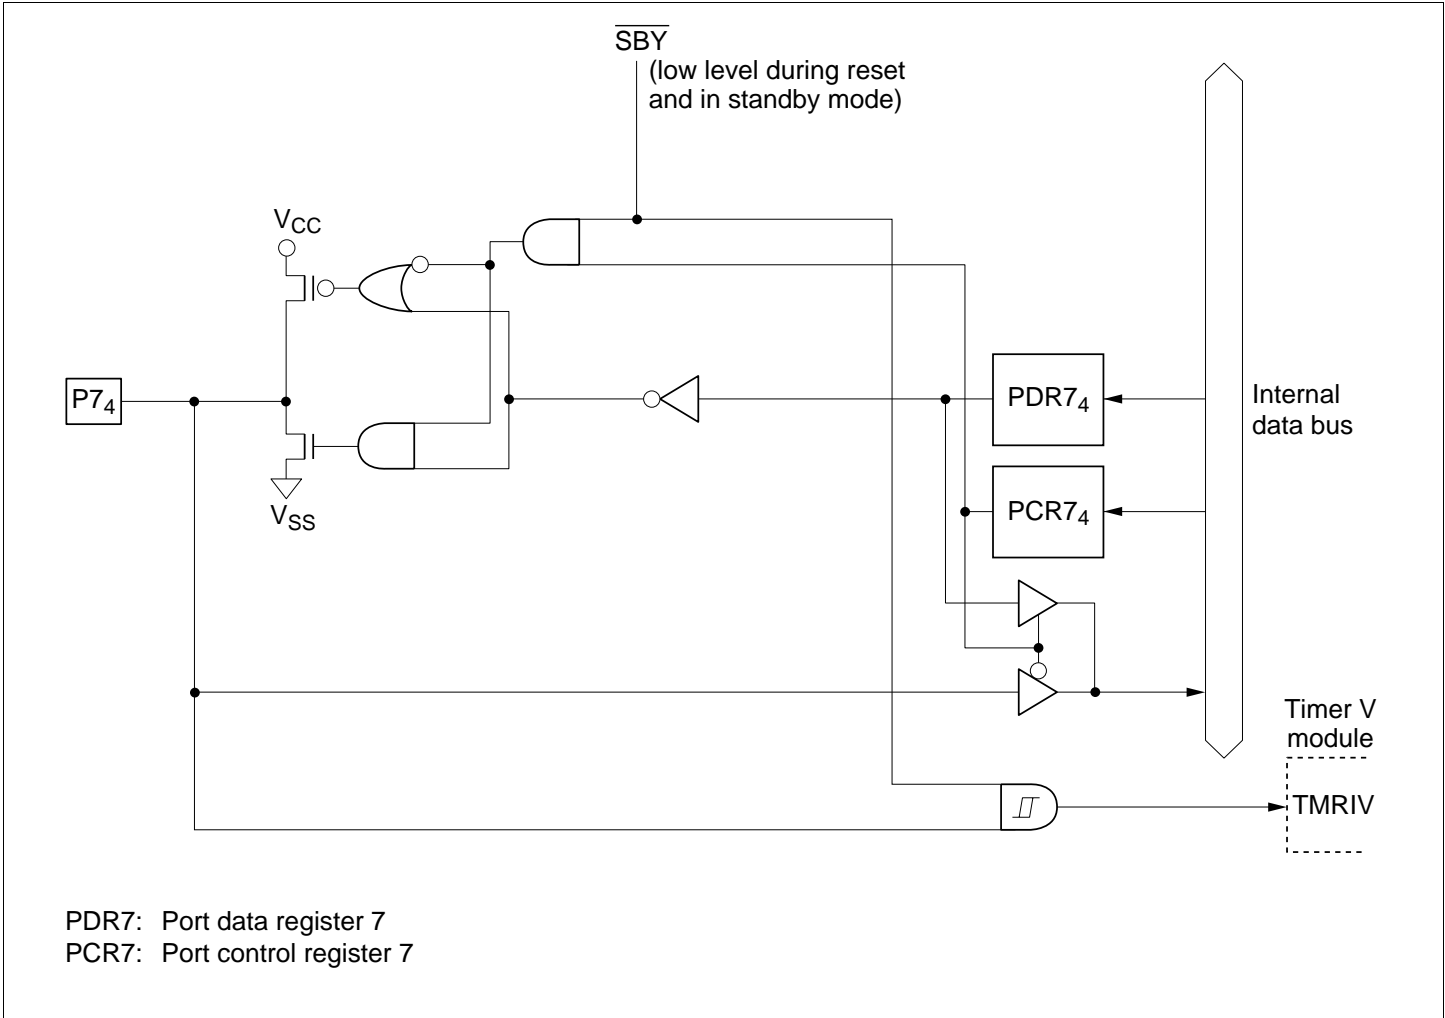 SBY
(low level during reset
and in standby mode)
VCC
P74
VSS
PDR74
PCR74
Internal
data bus
Timer V
module
TMRIV
PDR7: Port data register 7
PCR7: Port control register 7